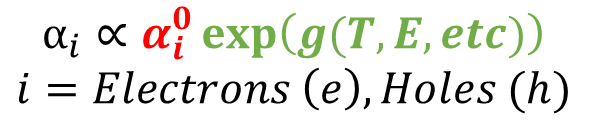 αᵢ ∝ αᵢ⁰ exp(g(T, E, etc))
i = Electrons (e), Holes (h)